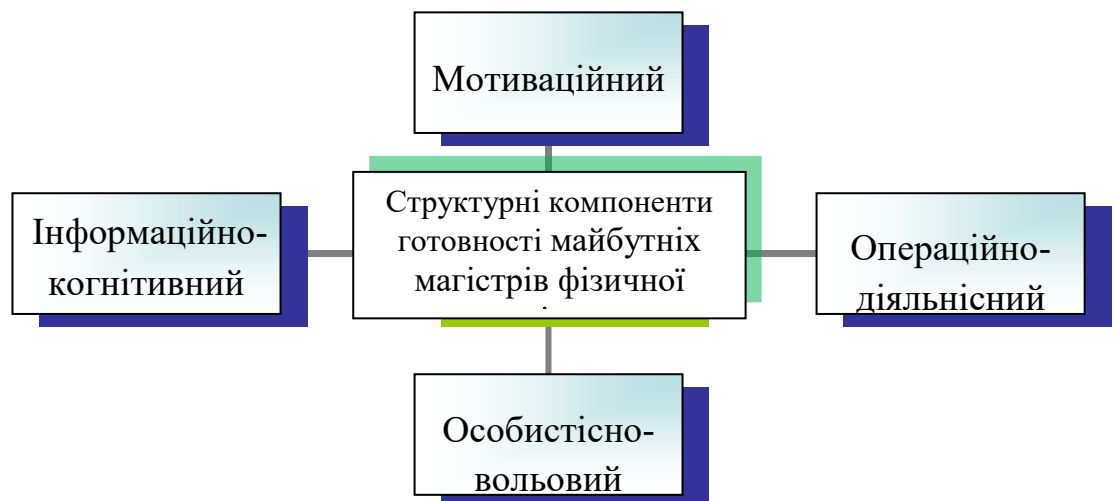 Мотиваційний
Інформаційно-
когнітивний
Структурні компоненти
готовності майбутніх
магістрів фізичної
Операційно-
діяльнісний
Особистісно-
вольовий